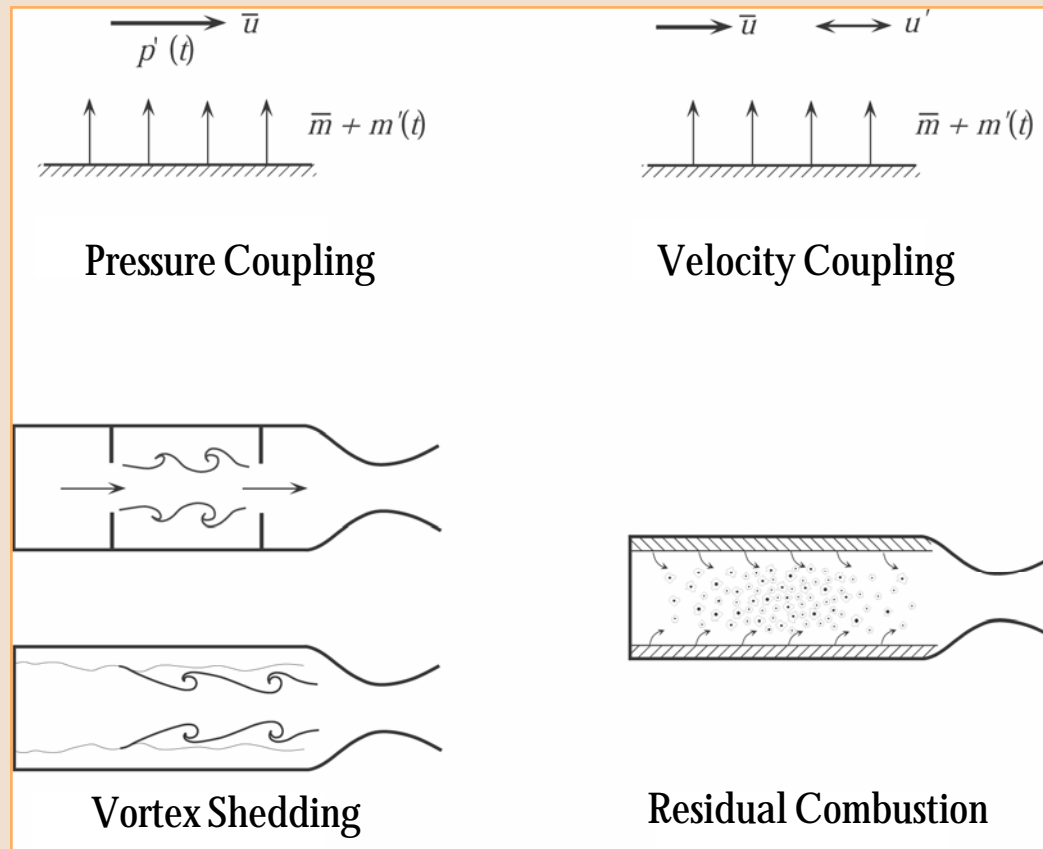 u̅ u̅ u'
p' (t)
m̅ + m'(t) m̅ + m'(t)
Pressure Coupling Velocity Coupling
Vortex Shedding Residual Combustion